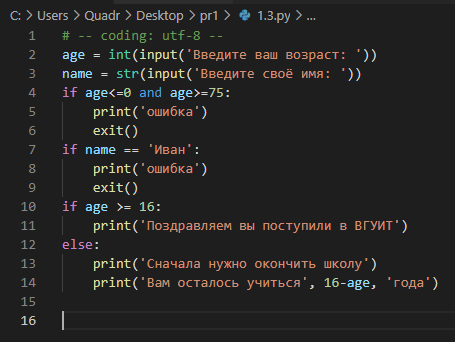 C: > Users > Quadr > Desktop > pr1 > 1.3.py > ...
1 # -- coding: utf-8 --
2 age = int(input('Введите ваш возраст: '))
3 name = str(input('Введите своё имя: '))
4 if age<=0 and age>=75:
5     print('ошибка')
6     exit()
7 if name == 'Иван':
8     print('ошибка')
9     exit()
10 if age >= 16:
11     print('Поздравляем вы поступили в ВГУИТ')
12 else:
13     print('Сначала нужно окончить школу')
14     print('Вам осталось учиться', 16-age, 'года')
15
16